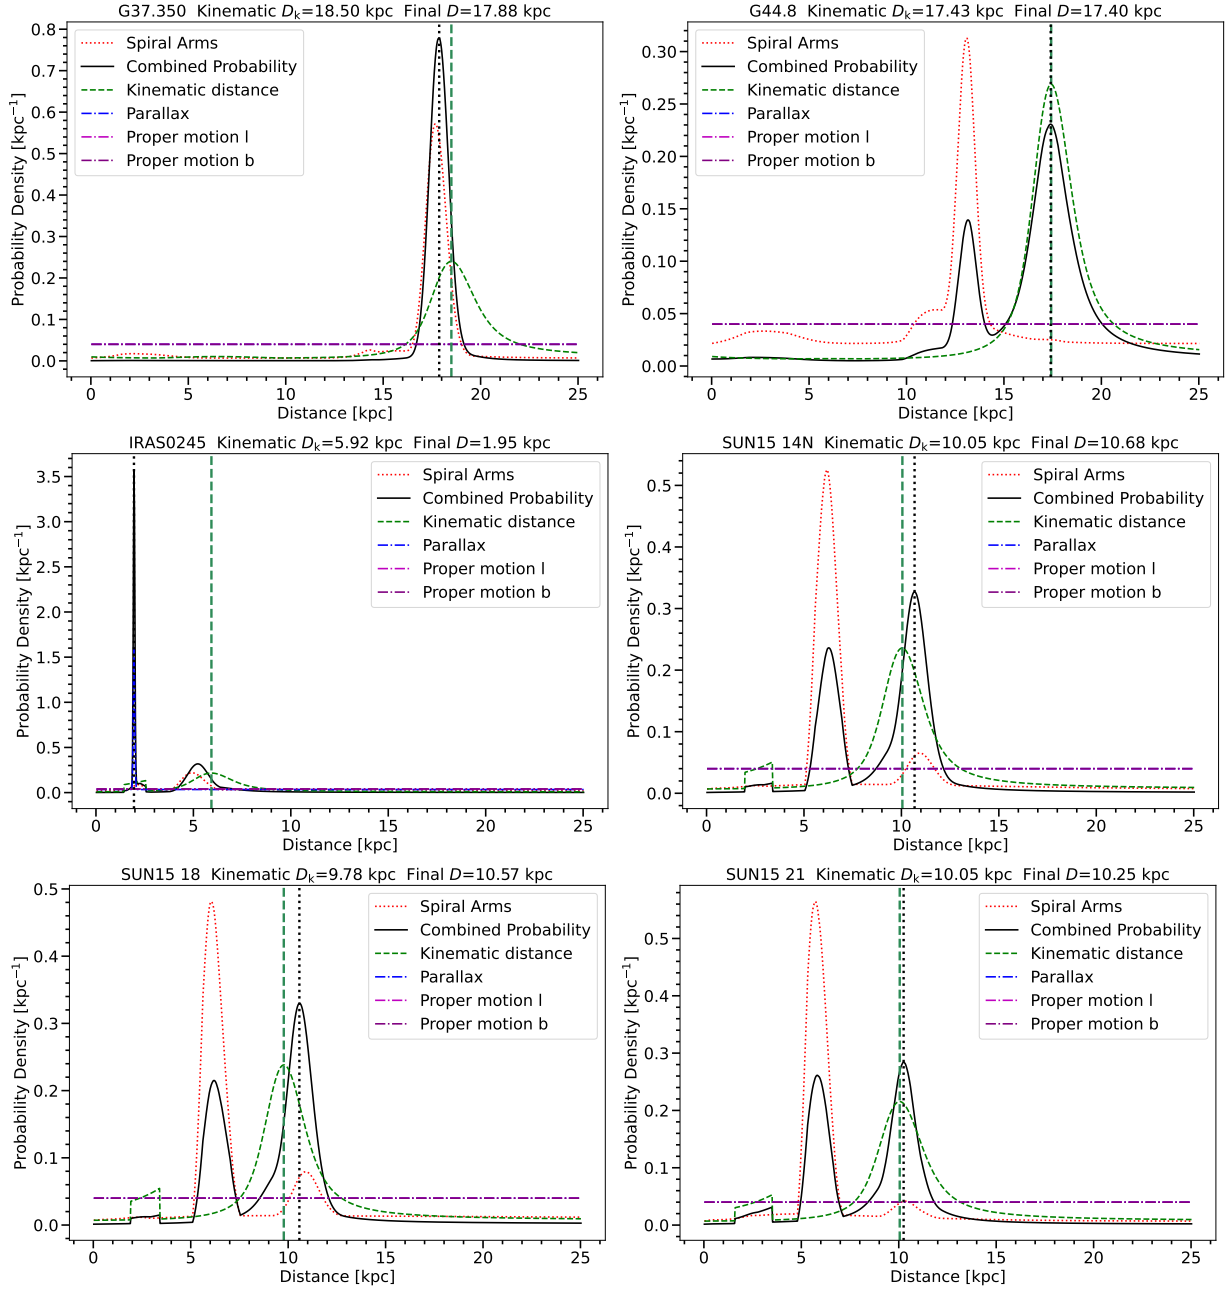 G37.350 Kinematic Dk=18.50 kpc Final D=17.88 kpc
0.8
0.7
0.6
0.5
0.4
0.3
0.2
0.1
0.0
Probability Density [kpc−1]
Spiral Arms
Combined Probability
Kinematic distance
Parallax
Proper motion l
Proper motion b
0 5 10 15 20 25
Distance [kpc]
G44.8 Kinematic Dk=17.43 kpc Final D=17.40 kpc
0.30
0.25
0.20
0.15
0.10
0.05
0.00
Probability Density [kpc−1]
Spiral Arms
Combined Probability
Kinematic distance
Parallax
Proper motion l
Proper motion b
0 5 10 15 20 25
Distance [kpc]
IRAS0245 Kinematic Dk=5.92 kpc Final D=1.95 kpc
3.5
3.0
2.5
2.0
1.5
1.0
0.5
0.0
Probability Density [kpc−1]
Spiral Arms
Combined Probability
Kinematic distance
Parallax
Proper motion l
Proper motion b
0 5 10 15 20 25
Distance [kpc]
SUN15 14N Kinematic Dk=10.05 kpc Final D=10.68 kpc
0.5
0.4
0.3
0.2
0.1
0.0
Probability Density [kpc−1]
Spiral Arms
Combined Probability
Kinematic distance
Parallax
Proper motion l
Proper motion b
0 5 10 15 20 25
Distance [kpc]
SUN15 18 Kinematic Dk=9.78 kpc Final D=10.57 kpc
0.5
0.4
0.3
0.2
0.1
0.0
Probability Density [kpc−1]
Spiral Arms
Combined Probability
Kinematic distance
Parallax
Proper motion l
Proper motion b
0 5 10 15 20 25
Distance [kpc]
SUN15 21 Kinematic Dk=10.05 kpc Final D=10.25 kpc
0.5
0.4
0.3
0.2
0.1
0.0
Probability Density [kpc−1]
Spiral Arms
Combined Probability
Kinematic distance
Parallax
Proper motion l
Proper motion b
0 5 10 15 20 25
Distance [kpc]